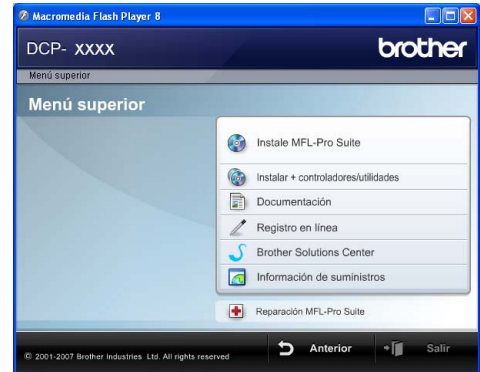 Macromedia Flash Player 8
DCP- XXXX
brother
Menú superior
Menú superior
Instale MFL-Pro Suite
Instalar + controladores/utilidades
Documentación
Registro en línea
Brother Solutions Center
Información de suministros
Reparación MFL-Pro Suite
© 2001-2007 Brother Industries Ltd. All rights reserved
Anterior
Salir